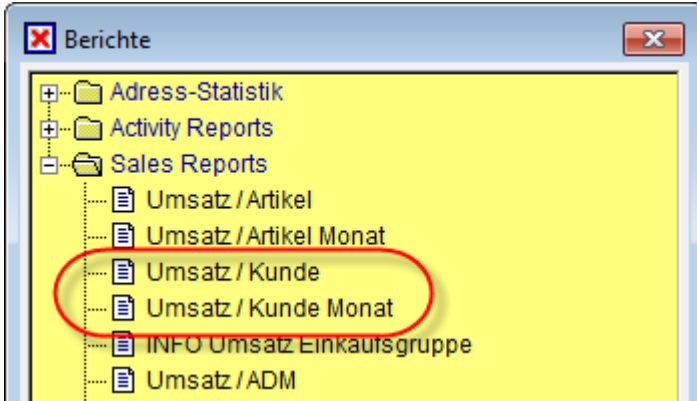 Berichte
Adress-Statistik
Activity Reports
Sales Reports
Umsatz / Artikel
Umsatz / Artikel Monat
Umsatz / Kunde
Umsatz / Kunde Monat
INFO Umsatz Einkaufsgruppe
Umsatz / ADM